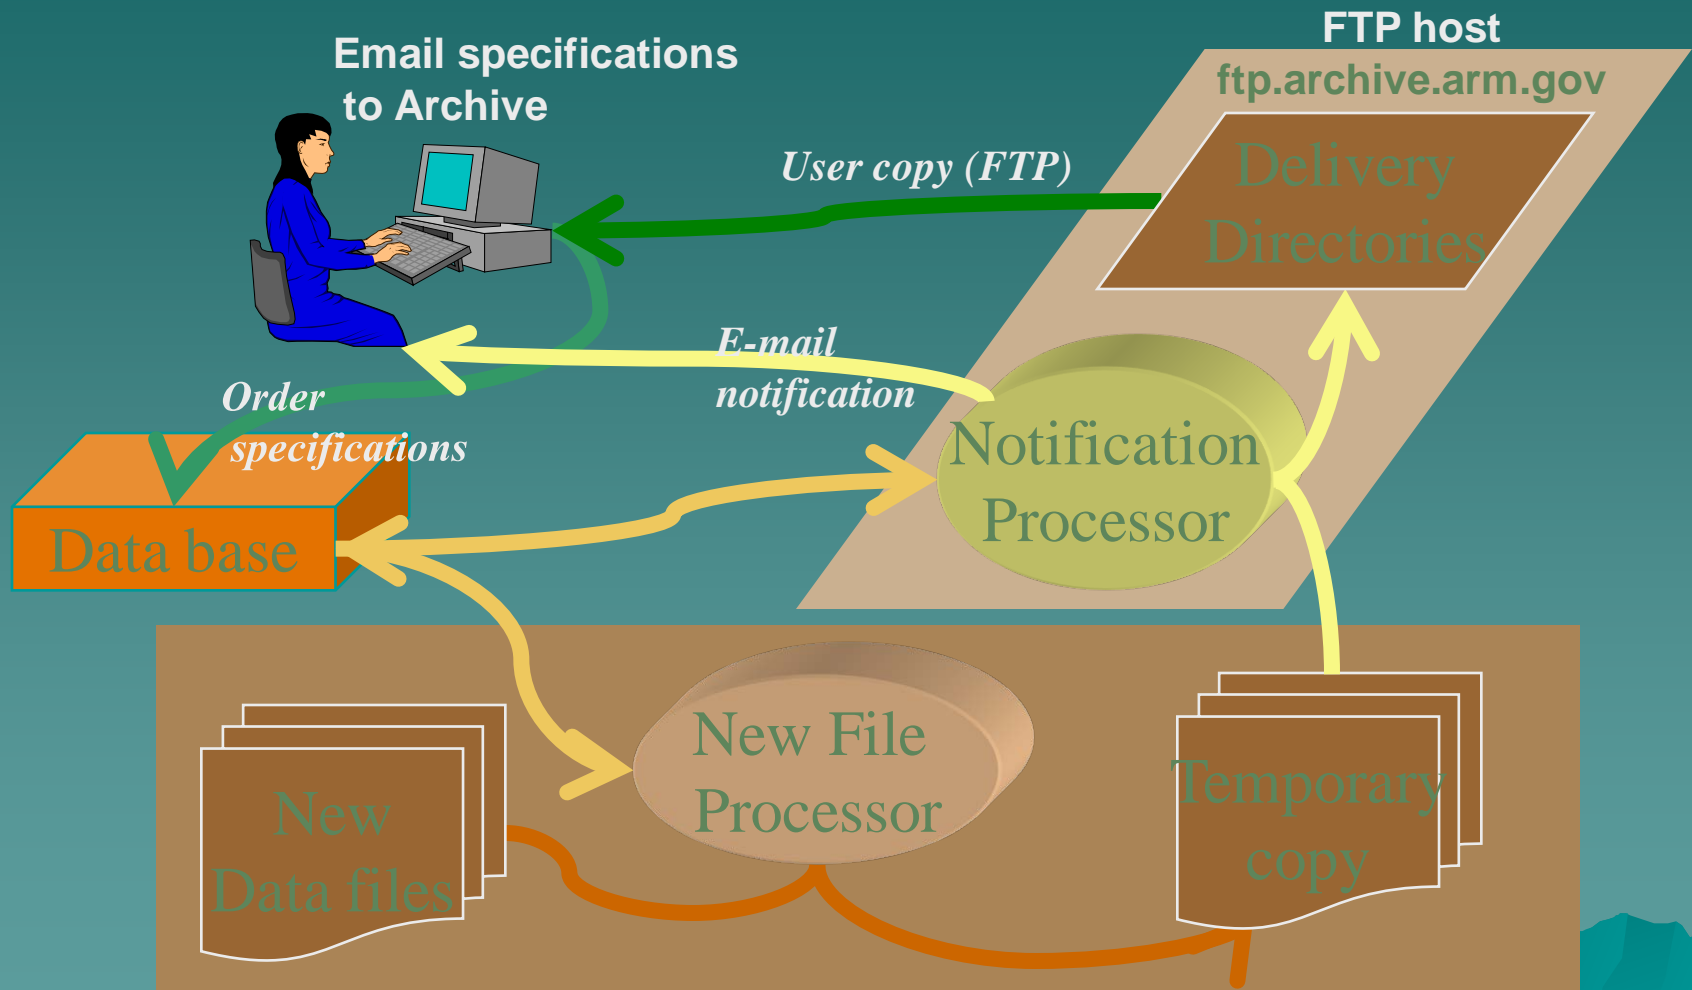 FTP host
ftp.archive.arm.gov
Email specifications
to Archive
User copy (FTP)
Delivery
Directories
E-mail
notification
Order
specifications
Notification
Processor
Data base
New File
Processor
New
Data files
Temporary
copy